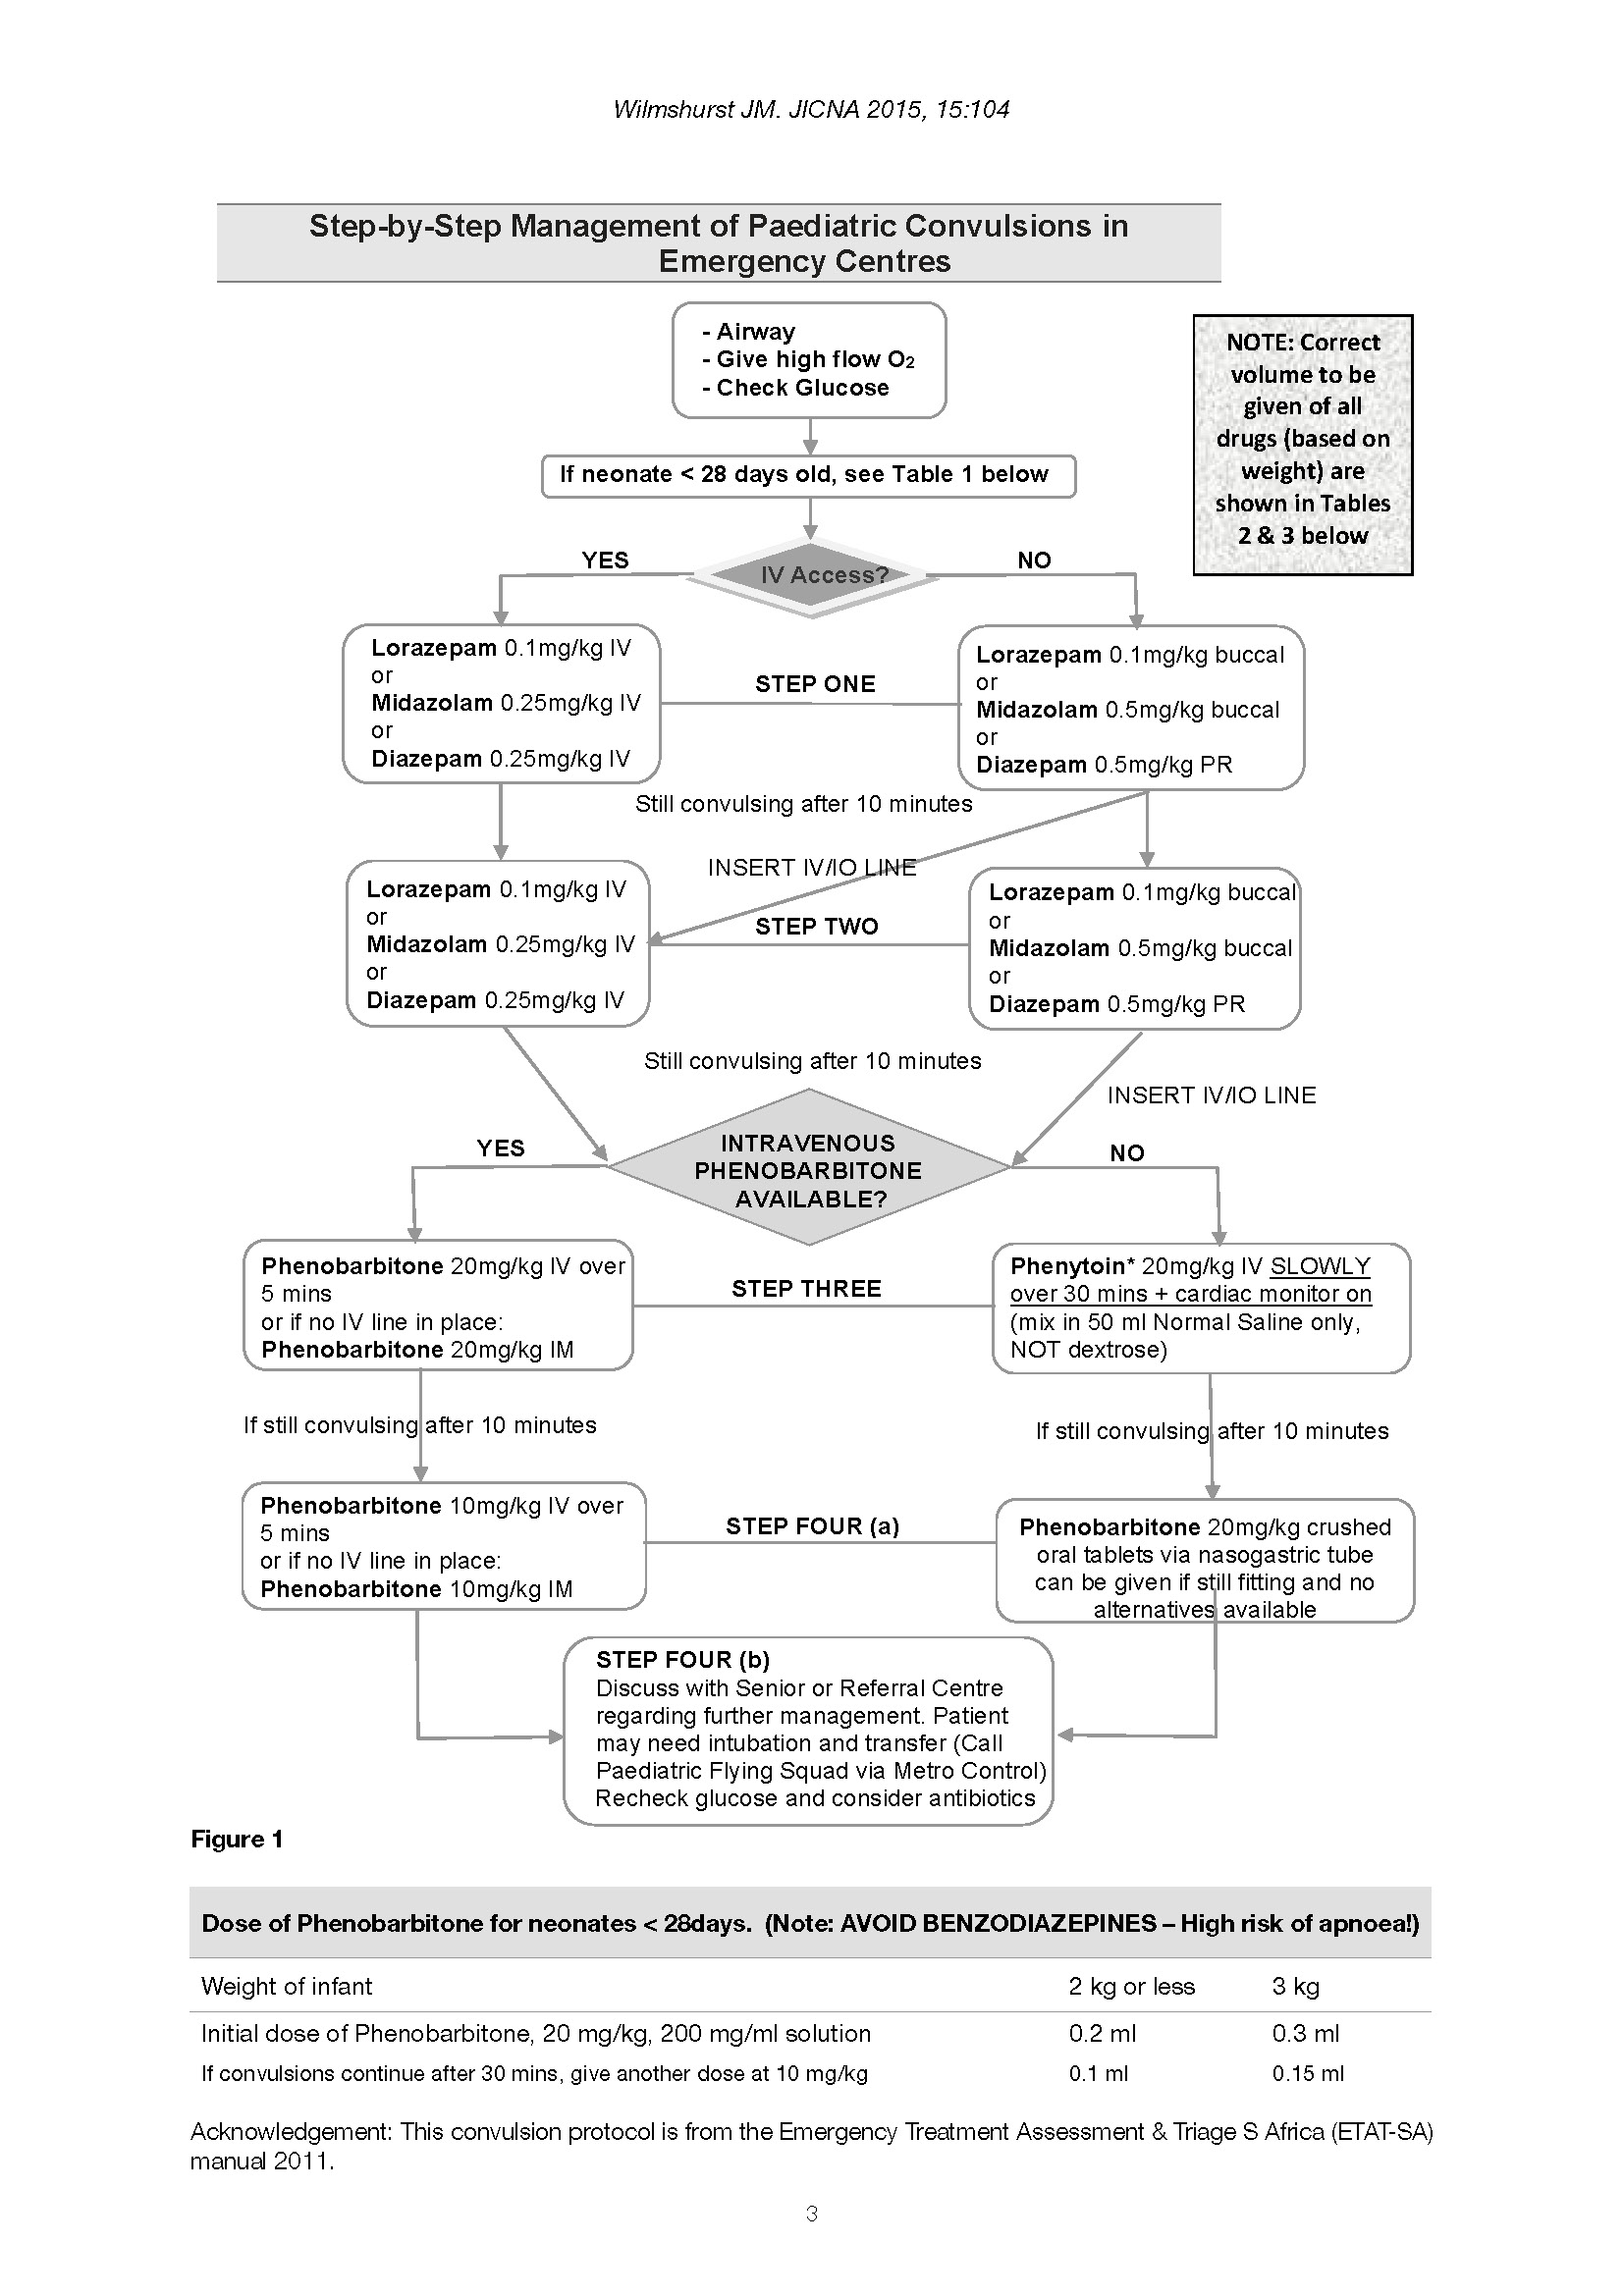 Wilmshurst JM. JICNA 2015, 15:104
Step-by-Step Management of Paediatric Convulsions in
Emergency Centres
- Airway
- Give high flow O2
- Check Glucose
NOTE: Correct
volume to be
given of all
drugs (based on
weight) are
shown in Tables
2 & 3 below
If neonate < 28 days old, see Table 1 below
YES
IV Access?
NO
Lorazepam 0.1mg/kg IV
or
Midazolam 0.25mg/kg IV
or
Diazepam 0.25mg/kg IV
STEP ONE
Lorazepam 0.1mg/kg buccal
or
Midazolam 0.5mg/kg buccal
or
Diazepam 0.5mg/kg PR
Still convulsing after 10 minutes
INSERT IV/IO LINE
Lorazepam 0.1mg/kg IV
or
Midazolam 0.25mg/kg IV
or
Diazepam 0.25mg/kg IV
STEP TWO
Lorazepam 0.1mg/kg buccal
or
Midazolam 0.5mg/kg buccal
or
Diazepam 0.5mg/kg PR
Still convulsing after 10 minutes
INSERT IV/IO LINE
YES
INTRAVENOUS
PHENOBARBITONE
AVAILABLE?
NO
Phenobarbitone 20mg/kg IV over
5 mins
or if no IV line in place:
Phenobarbitone 20mg/kg IM
STEP THREE
Phenytoin* 20mg/kg IV SLOWLY
over 30 mins + cardiac monitor on
(mix in 50 ml Normal Saline only,
NOT dextrose)
If still convulsing after 10 minutes
If still convulsing after 10 minutes
Phenobarbitone 10mg/kg IV over
5 mins
or if no IV line in place:
Phenobarbitone 10mg/kg IM
STEP FOUR (a)
Phenobarbitone 20mg/kg crushed
oral tablets via nasogastric tube
can be given if still fitting and no
alternatives available
STEP FOUR (b)
Discuss with Senior or Referral Centre
regarding further management. Patient
may need intubation and transfer (Call
Paediatric Flying Squad via Metro Control)
Recheck glucose and consider antibiotics
Figure 1
Dose of Phenobarbitone for neonates < 28days. (Note: AVOID BENZODIAZEPINES – High risk of apnoea!)
Weight of infant 2 kg or less 3 kg
Initial dose of Phenobarbitone, 20 mg/kg, 200 mg/ml solution 0.2 ml 0.3 ml
If convulsions continue after 30 mins, give another dose at 10 mg/kg 0.1 ml 0.15 ml
Acknowledgement: This convulsion protocol is from the Emergency Treatment Assessment & Triage S Africa (ETAT-SA)
manual 2011.
3